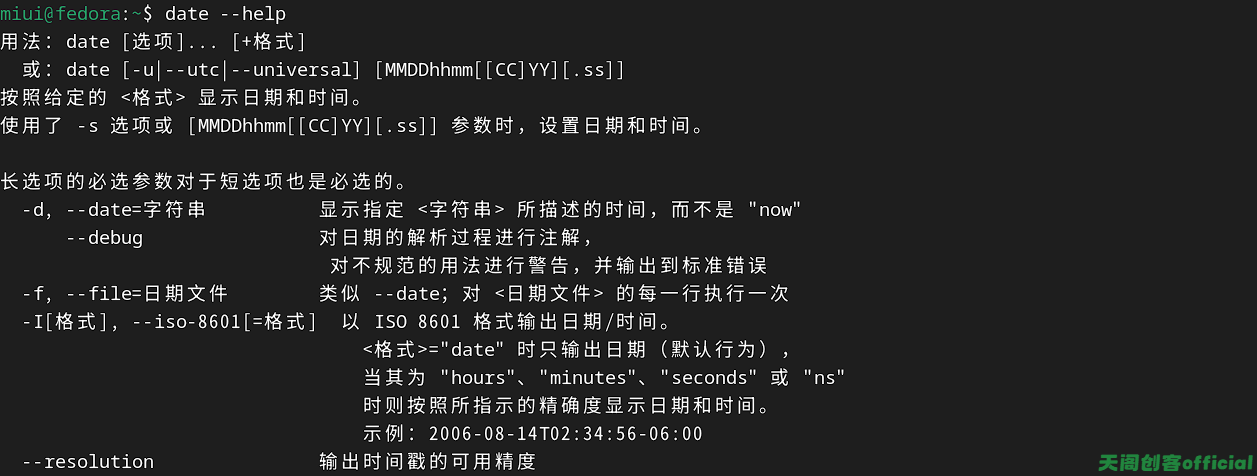 miui@fedora:~$ date --help
用法：date [选项]... [+格式]
或：date [-u|--utc|--universal] [MMDDhhmm[[CC]YY][.ss]]
按照给定的 <格式> 显示日期和时间。
使用了 -s 选项或 [MMDDhhmm[[CC]YY][.ss]] 参数时，设置日期和时间。
长选项的必选参数对于短选项也是必选的。
-d, --date=字符串 显示指定 <字符串> 所描述的时间，而不是 "now"
--debug 对日期的解析过程进行注解，
对不规范的用法进行警告，并输出到标准错误
-f, --file=日期文件 类似 --date；对 <日期文件> 的每一行执行一次
-I[格式], --iso-8601[=格式] 以 ISO 8601 格式输出日期/时间。
<格式>="date" 时只输出日期（默认行为），
当其为 "hours"、"minutes"、"seconds" 或 "ns"
时则按照所指示的精确度显示日期和时间。
示例：2006-08-14T02:34:56-06:00
--resolution 输出时间戳的可用精度
天阁创客official